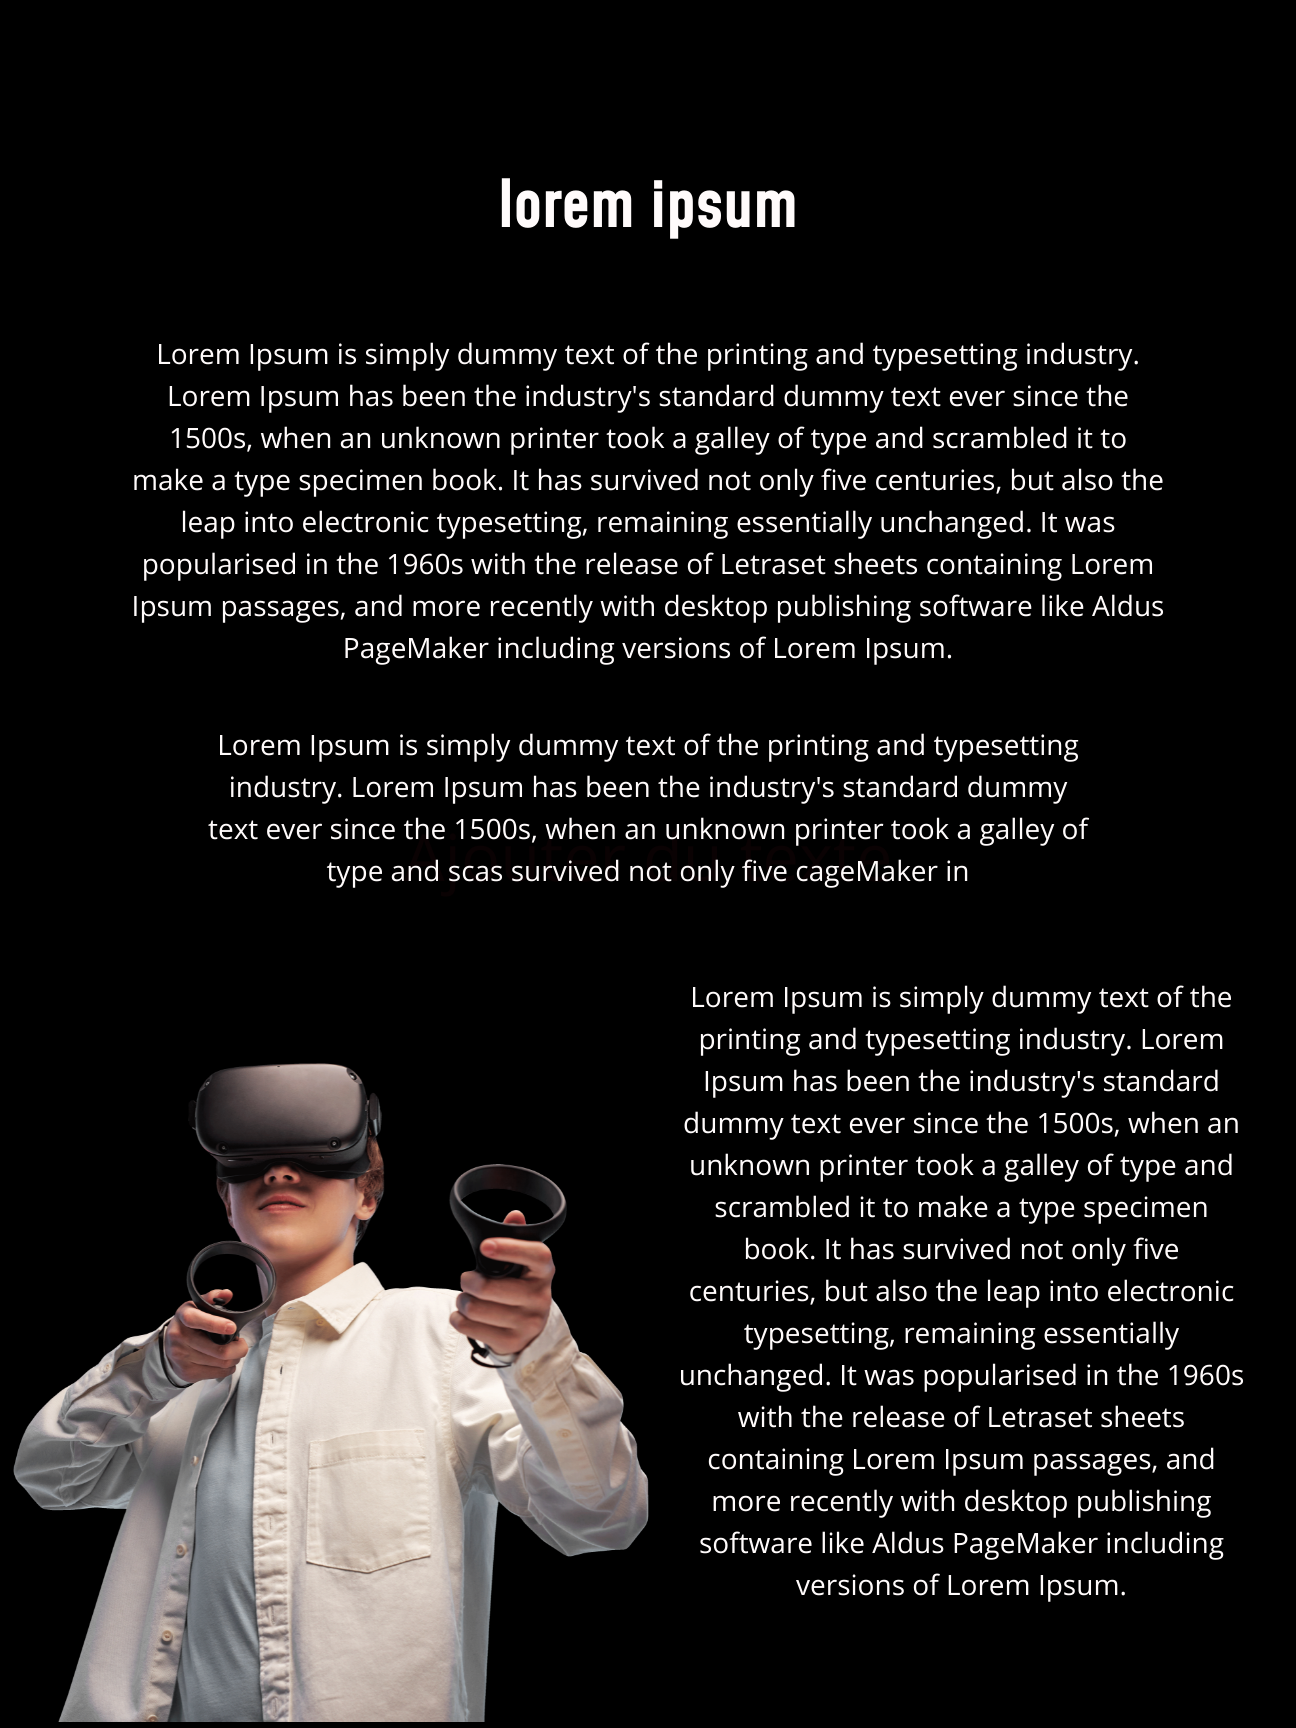 lorem ipsum
Lorem Ipsum is simply dummy text of the printing and typesetting industry.
Lorem Ipsum has been the industry's standard dummy text ever since the
1500s, when an unknown printer took a galley of type and scrambled it to
make a type specimen book. It has survived not only five centuries, but also the
leap into electronic typesetting, remaining essentially unchanged. It was
popularised in the 1960s with the release of Letraset sheets containing Lorem
Ipsum passages, and more recently with desktop publishing software like Aldus
PageMaker including versions of Lorem Ipsum.
Lorem Ipsum is simply dummy text of the printing and typesetting
industry. Lorem Ipsum has been the industry's standard dummy
text ever since the 1500s, when an unknown printer took a galley of
Ajouter du texte
type and scas survived not only five cageMaker in
Lorem Ipsum is simply dummy text of the
printing and typesetting industry. Lorem
Ipsum has been the industry's standard
dummy text ever since the 1500s, when an
unknown printer took a galley of type and
scrambled it to make a type specimen
book. It has survived not only five
centuries, but also the leap into electronic
typesetting, remaining essentially
unchanged. It was popularised in the 1960s
with the release of Letraset sheets
containing Lorem Ipsum passages, and
more recently with desktop publishing
software like Aldus PageMaker including
versions of Lorem Ipsum.